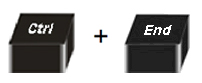 Ctrl + End